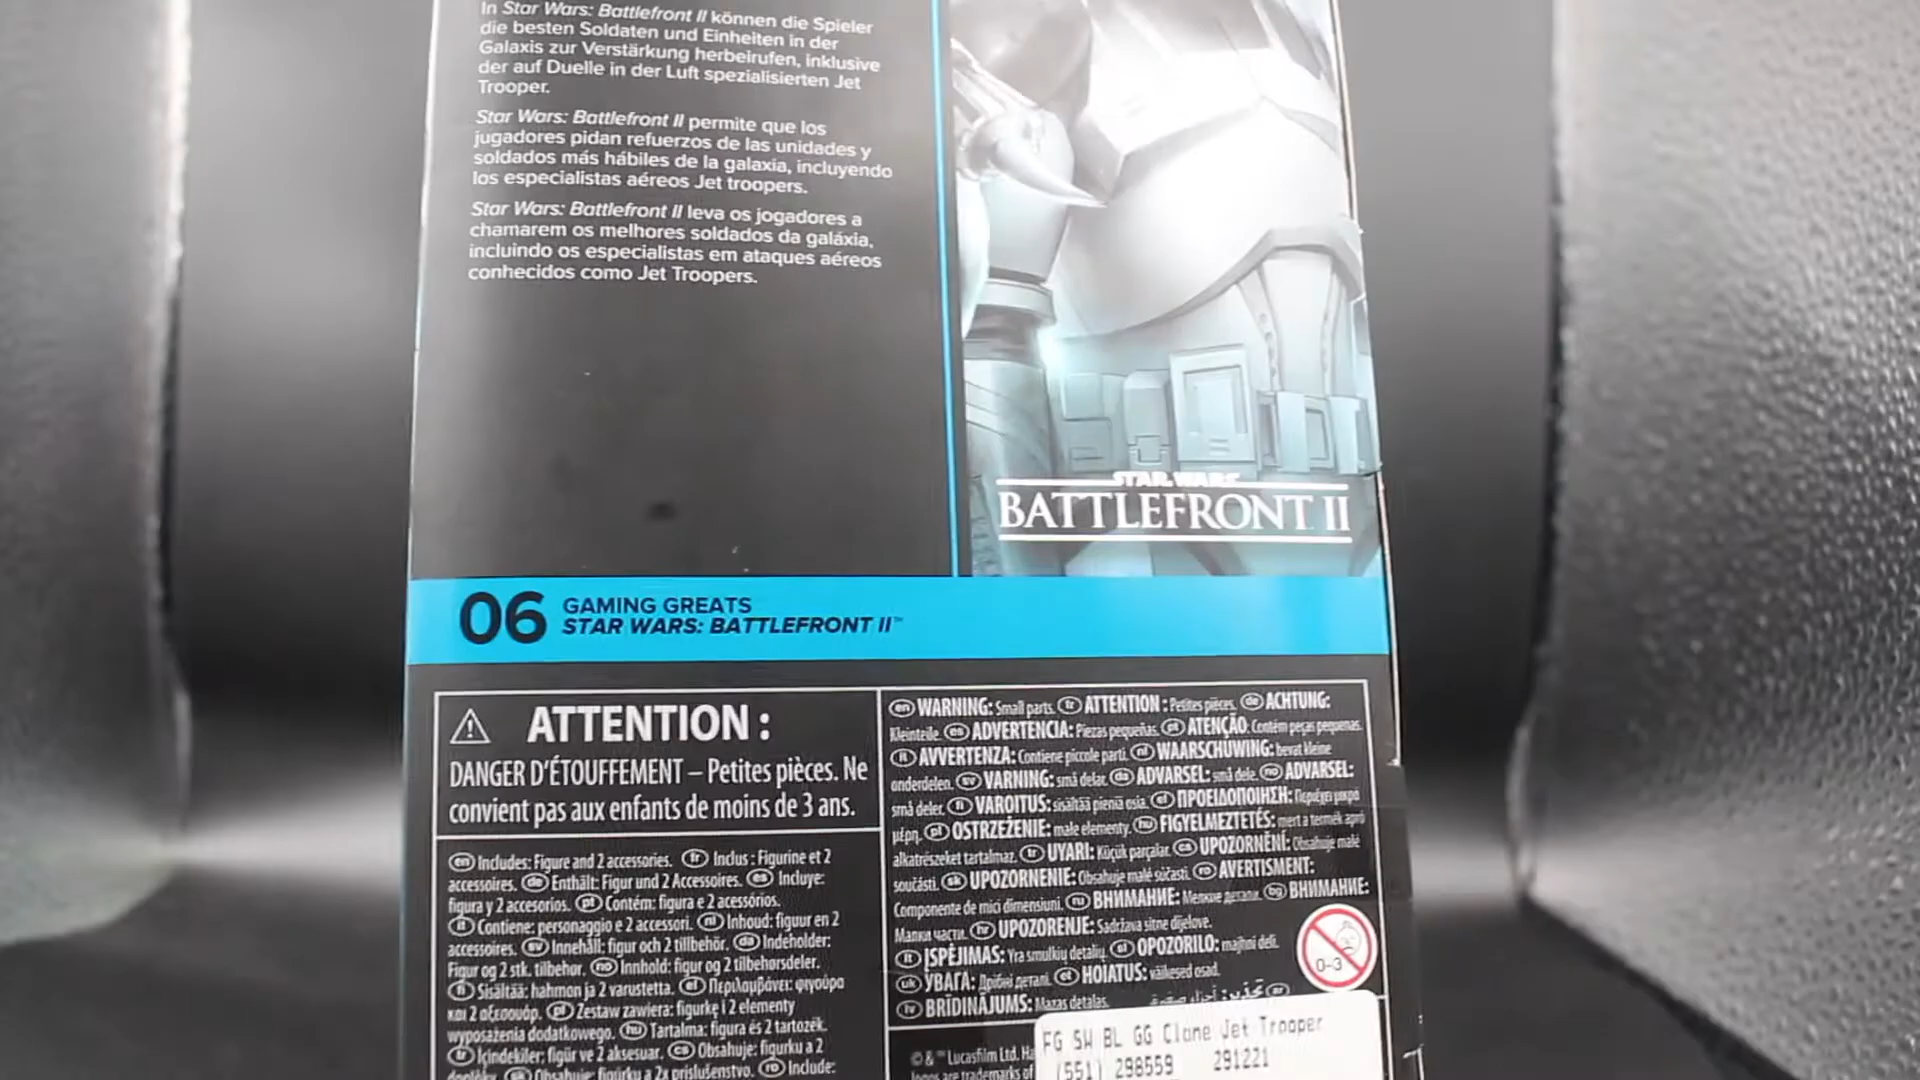 In Star Wars: Battlefront II können die Spieler
die besten Soldaten und Einheiten in der
Galaxis zur Verstärkung herbeirufen, inklusive
der auf Duelle in der Luft spezialisierten Jet
Trooper.
Star Wars: Battlefront II permite que los
jugadores pidan refuerzos de las unidades y
soldados más hábiles de la galaxia, incluyendo
los especialistas aéreos Jet troopers.
Star Wars: Battlefront II leva os jogadores a
chamarem os melhores soldados da galáxia,
incluindo os especialistas em ataques aéreos
conhecidos como Jet Troopers.
STAR WARS
BATTLEFRONT II
06 GAMING GREATS
STAR WARS: BATTLEFRONT II™
ATTENTION :
DANGER D'ÉTOUFFEMENT – Petites pièces. Ne
convient pas aux enfants de moins de 3 ans.
en Includes: Figure and 2 accessories. fr Inclus : Figurine et 2
accessoires. de Enthält: Figur und 2 Accessoires. es Incluye:
figura y 2 accesorios. pt Contém: figura e 2 acessórios.
it Contiene: personaggio e 2 accessori. nl Inhoud: figuur en 2
accessoires. sv Innehåll: figur och 2 tillbehör. da Indeholder:
Figur og 2 stk. tilbehør. no Innhold: figur og 2 tilbehørsdeler.
fi Sisältää: hahmon ja 2 varustetta. el Περιλαμβάνει: φιγούρα
και 2 αξεσουάρ. pl Zestaw zawiera: figurkę i 2 elementy
wyposażenia dodatkowego. hu Tartalma: figura és 2 tartozék.
tr İçindekiler: figür ve 2 aksesuar. cs Obsahuje: figurku a 2
doplňky. sk Obsahuje: figúrku a 2x príslušenstvo. ro Include:
en WARNING: Small parts. fr ATTENTION : Petites pièces. de ACHTUNG:
Kleinteile. es ADVERTENCIA: Piezas pequeñas. pt ATENÇÃO: Contém peças pequenas.
it AVVERTENZA: Contiene piccole parti. nl WAARSCHUWING: bevat kleine
onderdelen. sv VARNING: små delar. da ADVARSEL: små dele. no ADVARSEL:
små deler. fi VAROITUS: sisältää pieniä osia. el ΠΡΟΕΙΔΟΠΟΙΗΣΗ: Περιέχει μικρά
μέρη. pl OSTRZEŻENIE: małe elementy. hu FIGYELMEZTETÉS: mert a termék apró
alkatrészeket tartalmaz. tr UYARI: Küçük parçalar. cs UPOZORNĚNÍ: Obsahuje malé
součásti. sk UPOZORNENIE: Obsahuje malé súčasti. ro AVERTISMENT:
Componente de mici dimensiuni. ru ВНИМАНИЕ: Мелкие детали. bg ВНИМАНИЕ:
Малки части. hr UPOZORENJE: Sadržava sitne dijelove.
lt ĮSPĖJIMAS: Yra smulkių detalių. sl OPOZORILO: majhni deli.
uk УВАГА: Дрібні деталі. et HOIATUS: väikesed osad.
lv BRĪDINĀJUMS: Mazas detaļas.
0-3
© & ™ Lucasfilm Ltd.
logos are trademarks of
FG SW BL GG Clone Jet Trooper
(551) 298559 291221